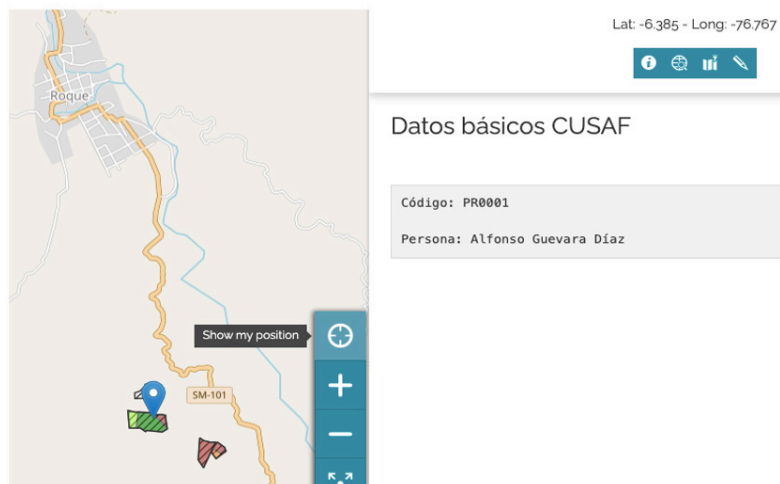 Roque
Show my position
SM-101
Lat: -6.385 - Long: -76.767
Datos básicos CUSAF
Código: PR0001
Persona: Alfonso Guevara Díaz